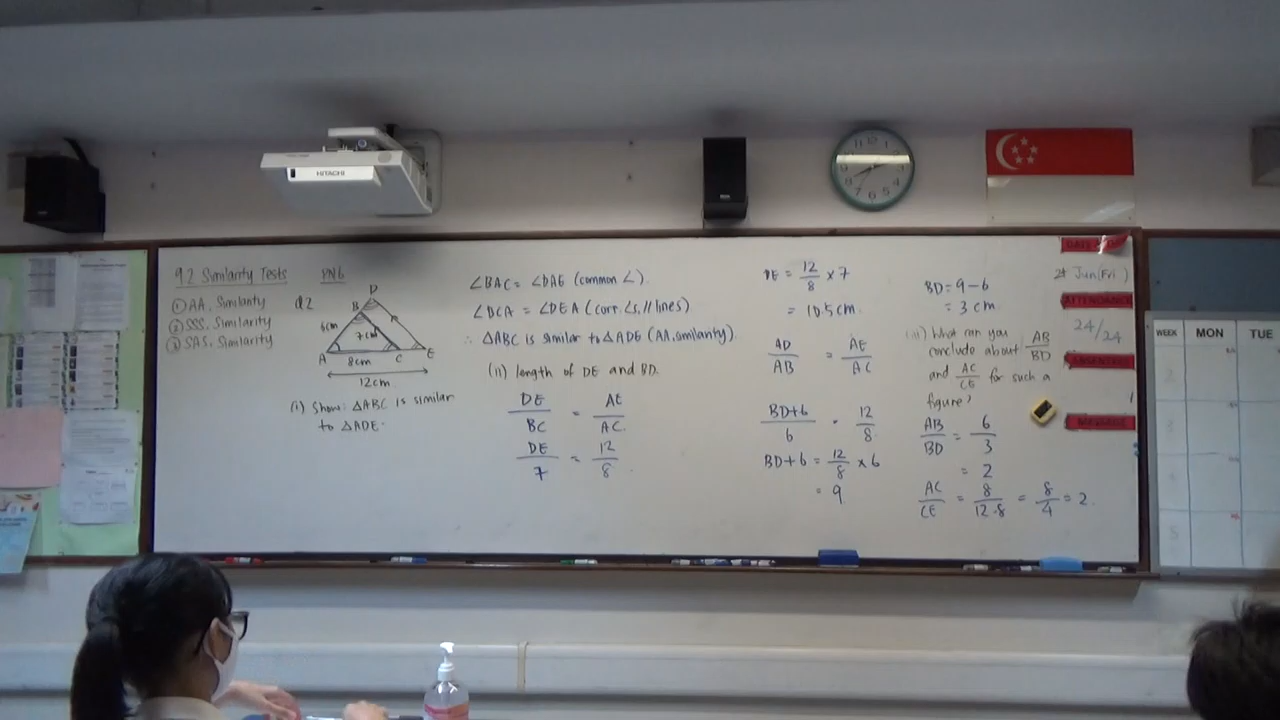 HITACHI
9.2 Similarity Tests
PN6
① AA. Similarity
② SSS. Similarity
③ SAS. Similarity
Q2
D
B
6cm
7cm
A
8cm
C
E
12cm
(i) Show: △ABC is similar
to △ADE.
∠BAC = ∠DAE (common ∠)
∠DCA = ∠DEA (corr. ∠s, // lines)
∴ △ABC is similar to △ADE (AA similarity).
(ii) length of DE and BD.
DE/BC = AE/AC
DE/7 = 12/8
DE = 12/8 × 7
= 10.5cm
AD/AB = AE/AC
BD+6/6 = 12/8
BD+6 = 12/8 × 6
= 9
BD = 9-6
= 3 cm
(iii) What can you
conclude about AB/BD
and AC/CE for such a
figure?
AB/BD = 6/3
= 2
AC/CE = 8/12-8 = 8/4 = 2
Jun (Fri)
ATTENDANCE
24/24
WEEK MON TUE